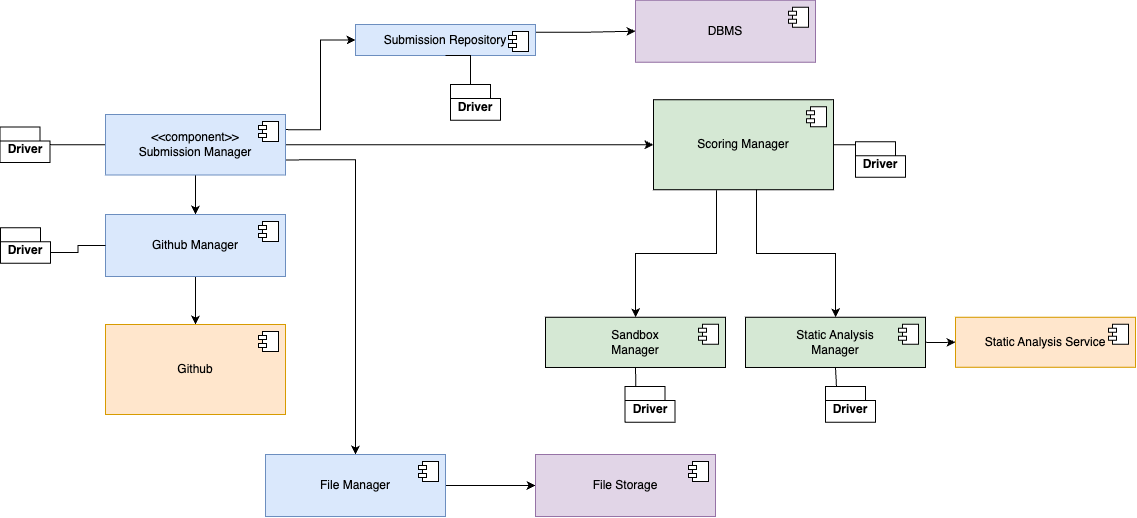 DBMS
Submission Repository
Driver
<<component>>
Submission Manager
Driver
Scoring Manager
Driver
Github Manager
Driver
Sandbox
Manager
Static Analysis
Manager
Static Analysis Service
Github
Driver
Driver
File Manager
File Storage